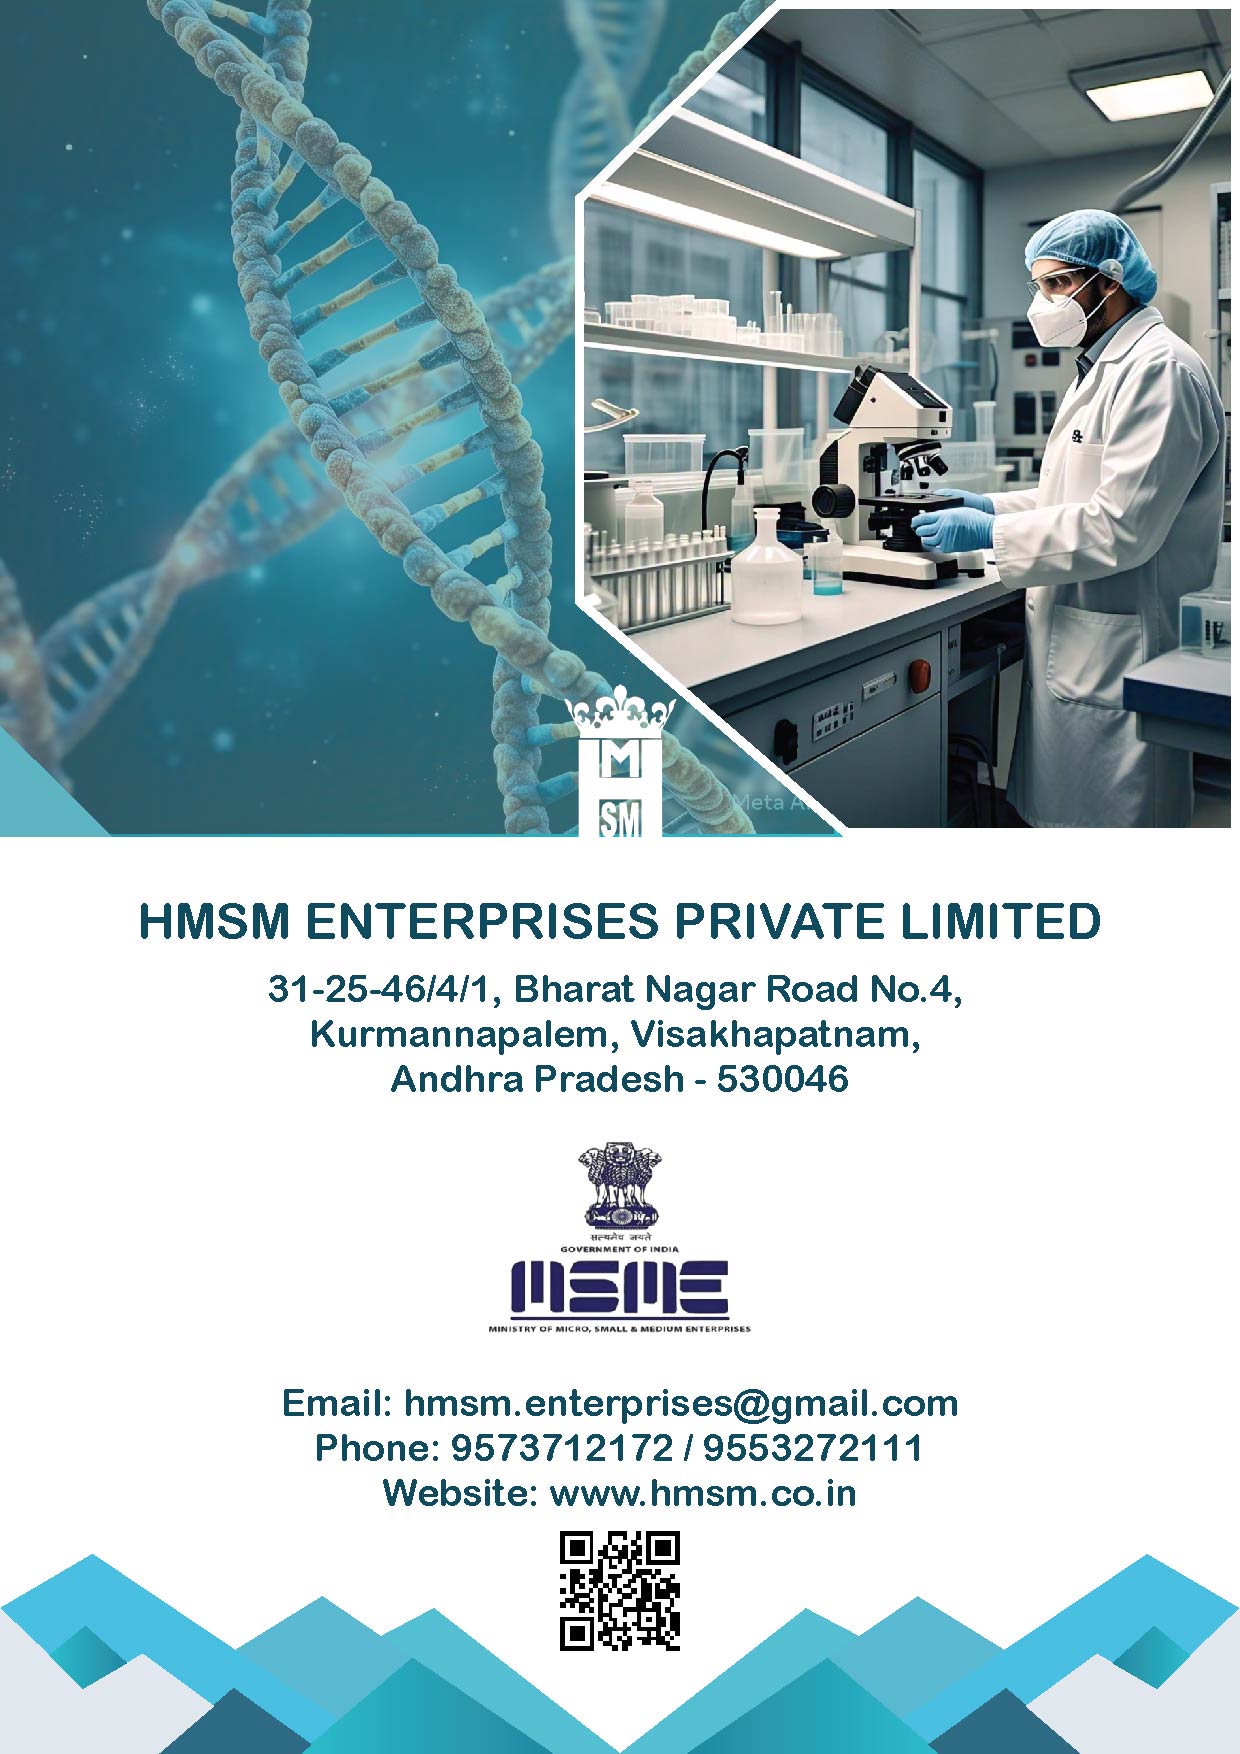 Meta A
M
SM
HMSM ENTERPRISES PRIVATE LIMITED
31-25-46/4/1, Bharat Nagar Road No.4,
Kurmannapalem, Visakhapatnam,
Andhra Pradesh - 530046
सत्यमेव जयते
GOVERNMENT OF INDIA
MSME
MINISTRY OF MICRO, SMALL & MEDIUM ENTERPRISES
Email: hmsm.enterprises@gmail.com
Phone: 9573712172 / 9553272111
Website: www.hmsm.co.in